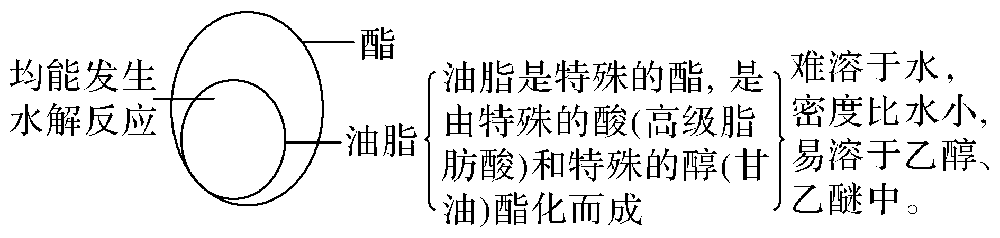 均能发生
水解反应
酯
油脂
油脂是特殊的酯, 是
由特殊的酸(高级脂
肪酸)和特殊的醇(甘
油)酯化而成
难溶于水,
密度比水小,
易溶于乙醇、
乙醚中。